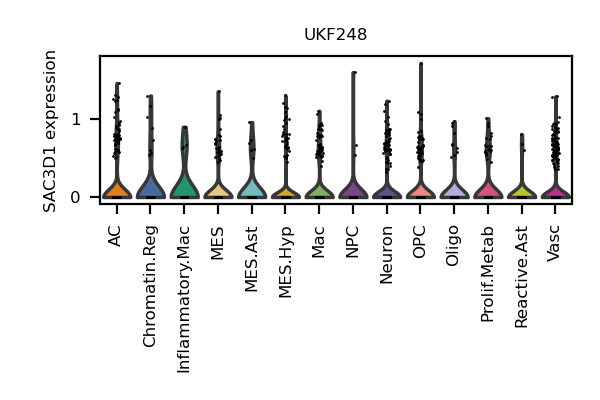 UKF248
SAC3D1 expression
1
0
AC
Chromatin.Reg
Inflammatory.Mac
MES
MES.Ast
MES.Hyp
Mac
NPC
Neuron
OPC
Oligo
Prolif.Metab
Reactive.Ast
Vasc